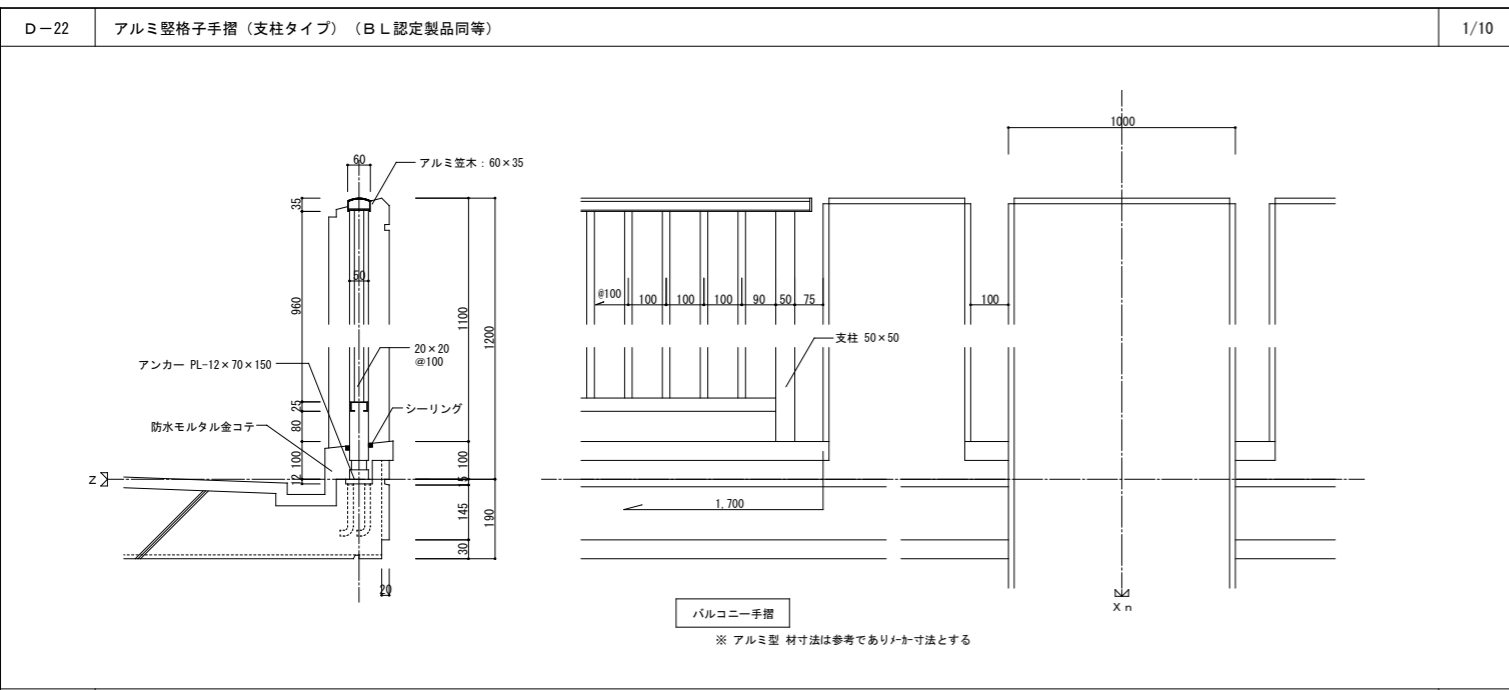 D－22
アルミ竪格子手摺（支柱タイプ）（ＢＬ認定製品同等）
1/10
60
アルミ笠木：60×35
35
50
960
1100
1200
20×20
@100
アンカー PL-12×70×150
シーリング
25
80
防水モルタル金コテ
100
12
100
5
Z
145
190
30
20
1000
@100
100
100
100
90
50
75
100
支柱 50×50
1,700
Xn
バルコニー手摺
※ アルミ型 材寸法は参考でありﾒｰｶｰ寸法とする